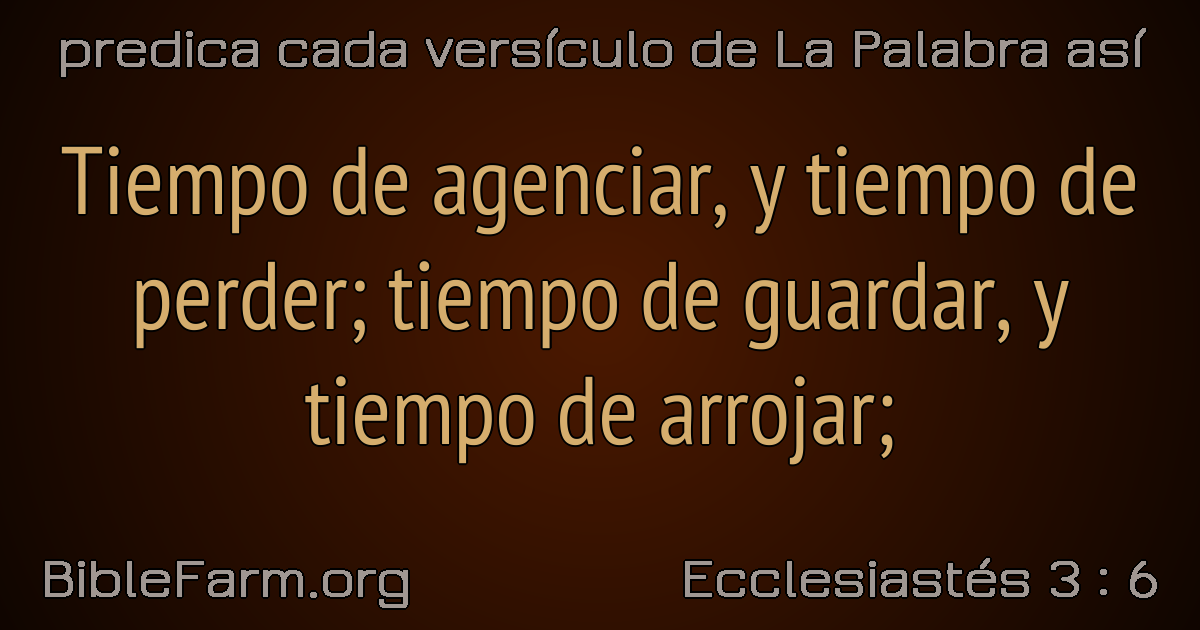 predica cada versículo de La Palabra así
Tiempo de agenciar, y tiempo de
perder; tiempo de guardar, y
tiempo de arrojar;
BibleFarm.org
Ecclesiastés 3 : 6